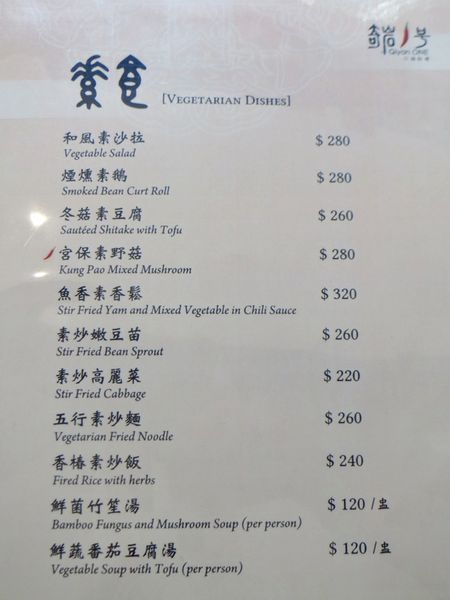 奇岩1号
Qiyan ONE
素食 [VEGETARIAN DISHES]
和風素沙拉 $ 280
Vegetable Salad
煙燻素鵝 $ 280
Smoked Bean Curt Roll
冬菇素豆腐 $ 260
Sautéed Shitake with Tofu
宮保素野菇 $ 280
Kung Pao Mixed Mushroom
魚香素香鬆 $ 320
Stir Fried Yam and Mixed Vegetable in Chili Sauce
素炒嫩豆苗 $ 260
Stir Fried Bean Sprout
素炒高麗菜 $ 220
Stir Fried Cabbage
五行素炒麵 $ 260
Vegetarian Fried Noodle
香椿素炒飯 $ 240
Fired Rice with herbs
鮮菌竹笙湯 $ 120 /盅
Bamboo Fungus and Mushroom Soup (per person)
鮮蔬番茄豆腐湯 $ 120 /盅
Vegetable Soup with Tofu (per person)